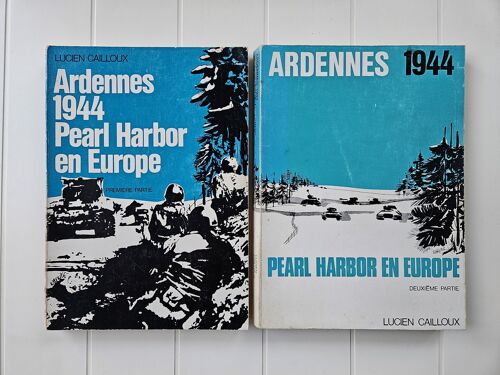 LUCIEN CAILLOUX
Ardennes
1944
Pearl Harbor
en Europe
PREMIÈRE PARTIE
ARDENNES 1944
PEARL HARBOR EN EUROPE
DEUXIÈME PARTIE
LUCIEN CAILLOUX